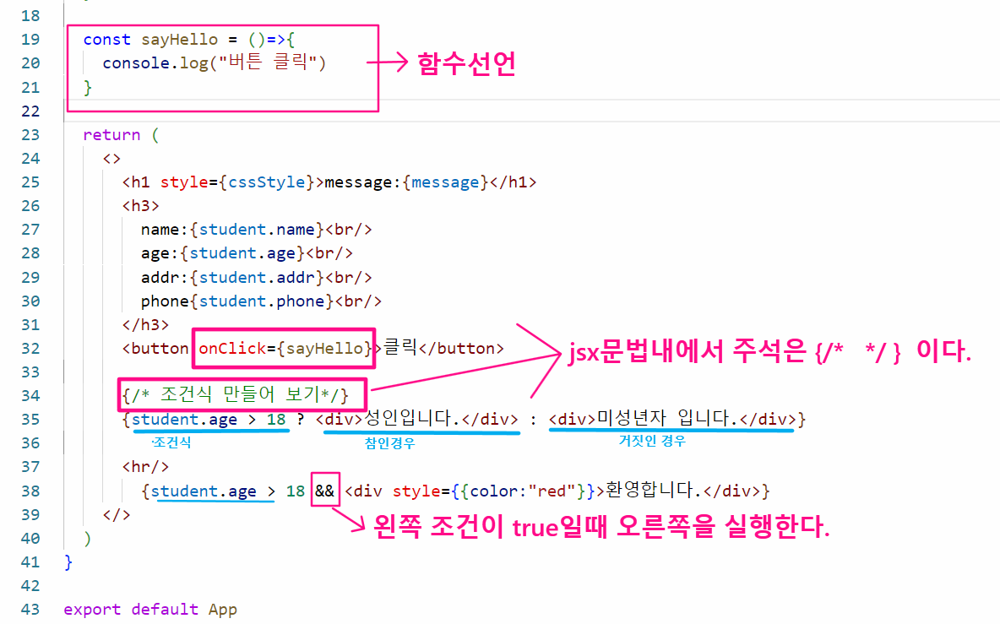 18
19 const sayHello = ()=>{
20 console.log("버튼 클릭")
함수선언
21 }
22
23 return (
24 <>
25 <h1 style={cssStyle}>message:{message}</h1>
26 <h3>
27 name:{student.name}<br/>
28 age:{student.age}<br/>
29 addr:{student.addr}<br/>
30 phone{student.phone}<br/>
31 </h3>
32 <button onClick={sayHello}>클릭</button>
jsx문법내에서 주석은 {/* */ } 이다.
33
34 {/* 조건식 만들어 보기*/}
35 {student.age > 18 ? <div>성인입니다.</div> : <div>미성년자 입니다.</div>}
36 조건식 참인경우 거짓인 경우
37 <hr/>
38 {student.age > 18 && <div style={{color:"red"}}>환영합니다.</div>}
39 </>
왼쪽 조건이 true일때 오른쪽을 실행한다.
40 )
41 }
42
43 export default App